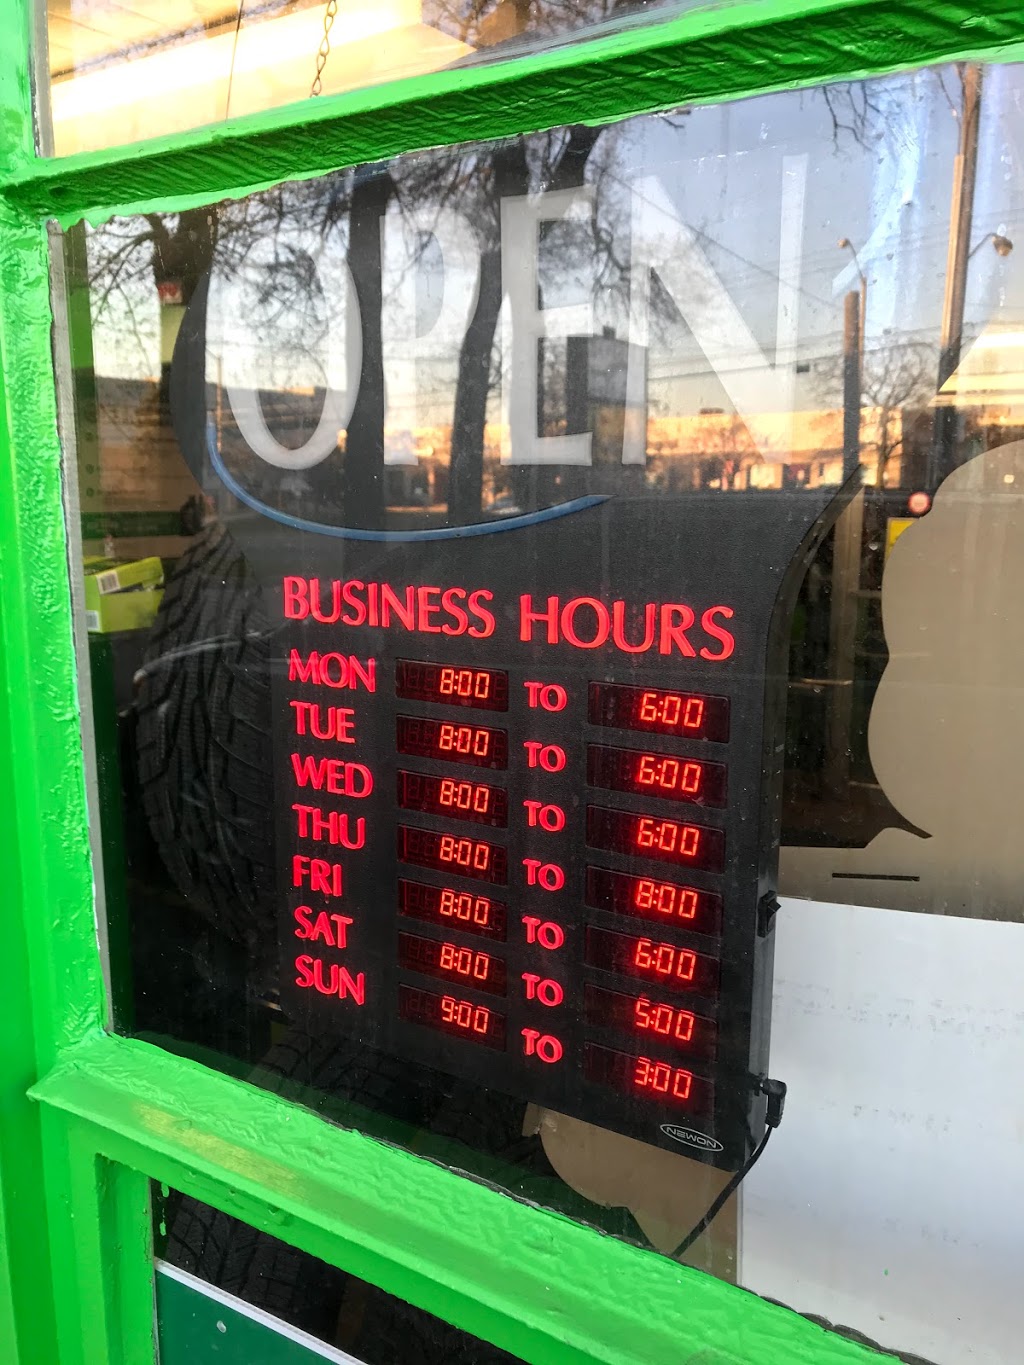 OPEN
BUSINESS HOURS
MON 8:00 TO 6:00
TUE 8:00 TO 6:00
WED 8:00 TO 6:00
THU 8:00 TO 8:00
FRI 8:00 TO 6:00
SAT 8:00 TO 5:00
SUN 9:00 TO 3:00
NEWON